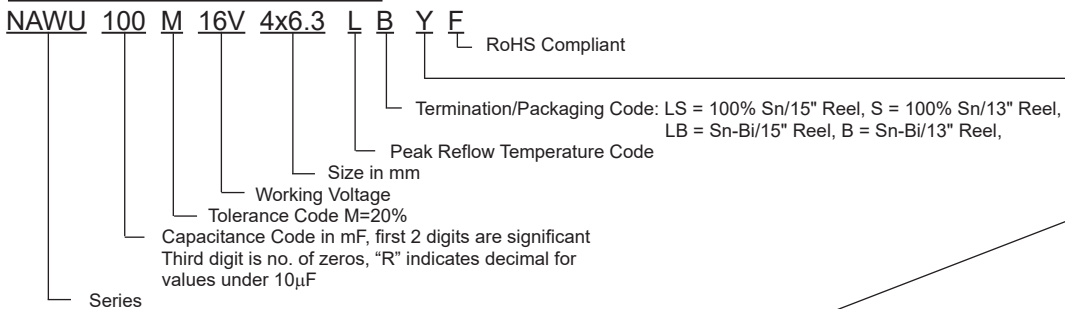 NAWU 100 M 16V 4x6.3 L B Y F
RoHS Compliant
Termination/Packaging Code: LS = 100% Sn/15" Reel, S = 100% Sn/13" Reel,
LB = Sn-Bi/15" Reel, B = Sn-Bi/13" Reel,
Peak Reflow Temperature Code
Size in mm
Working Voltage
Tolerance Code M=20%
Capacitance Code in mF, first 2 digits are significant
Third digit is no. of zeros, “R” indicates decimal for
values under 10μF
Series